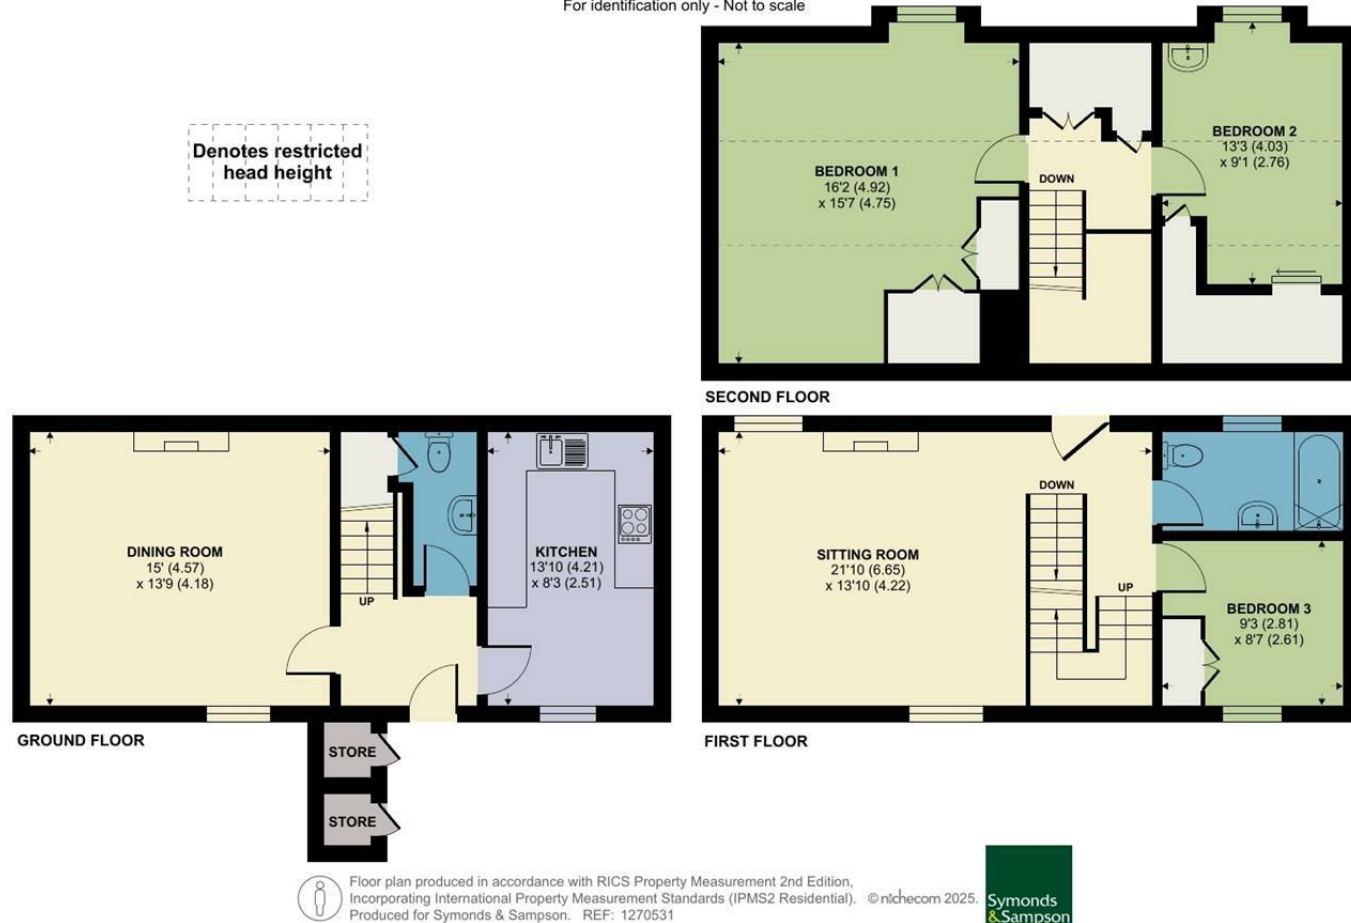 For identification only - Not to scale
Denotes restricted
head height
BEDROOM 1
16'2 (4.92)
x 15'7 (4.75)
DOWN
BEDROOM 2
13'3 (4.03)
x 9'1 (2.76)
SECOND FLOOR
DINING ROOM
15' (4.57)
x 13'9 (4.18)
UP
KITCHEN
13'10 (4.21)
x 8'3 (2.51)
GROUND FLOOR
STORE
STORE
SITTING ROOM
21'10 (6.65)
x 13'10 (4.22)
DOWN
UP
BEDROOM 3
9'3 (2.81)
x 8'7 (2.61)
FIRST FLOOR
Floor plan produced in accordance with RICS Property Measurement 2nd Edition,
Incorporating International Property Measurement Standards (IPMS2 Residential). © nichecom 2025.
Produced for Symonds & Sampson. REF: 1270531
Symonds
&Sampson